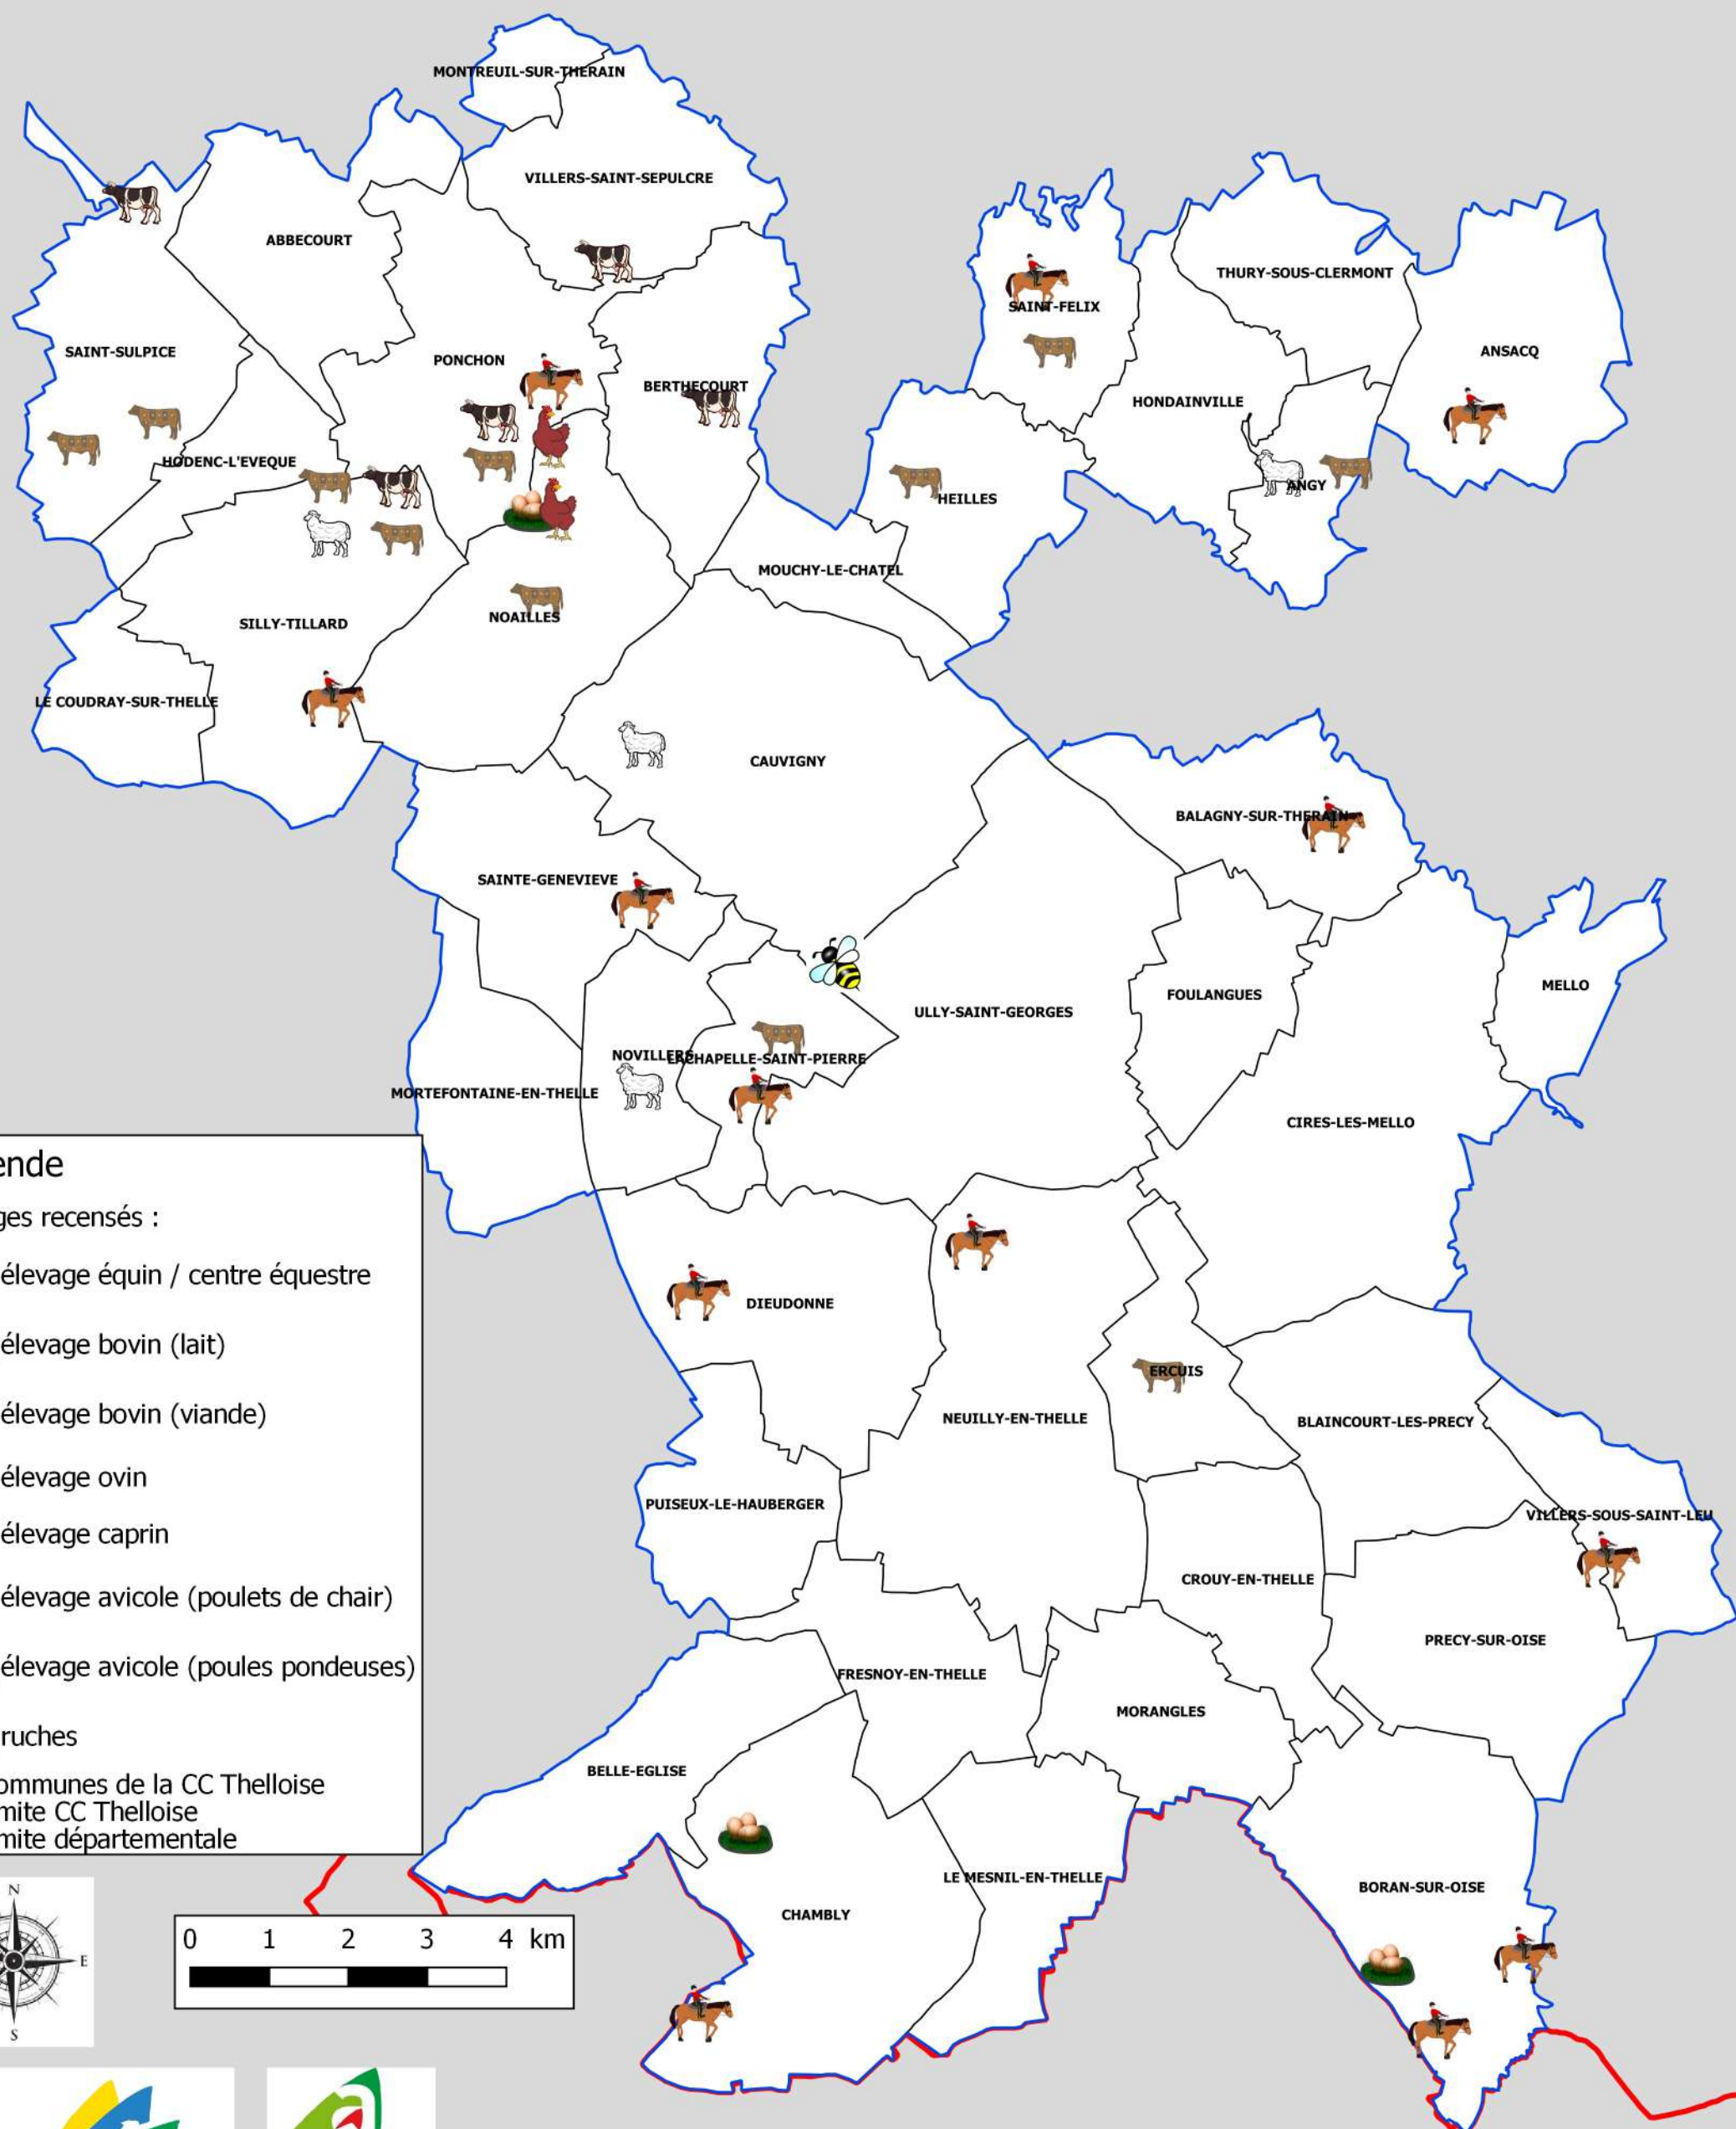 MONTREUIL-SUR-THERAIN
VILLERS-SAINT-SEPULCRE
ABBECOURT
THURY-SOUS-CLERMONT
SAINT-FELIX
SAINT-SULPICE
PONCHON
ANSACQ
BERTHECOURT
HONDAINVILLE
HODENC-L'EVEQUE
ANGY
HEILLES
MOUCHY-LE-CHATEL
NOAILLES
SILLY-TILLARD
LE COUDRAY-SUR-THELLE
CAUVIGNY
BALAGNY-SUR-THERAIN
SAINTE-GENEVIEVE
MELLO
FOULANGUES
ULLY-SAINT-GEORGES
NOVILLERS
LACHAPELLE-SAINT-PIERRE
MORTEFONTAINE-EN-THELLE
CIRES-LES-MELLO
DIEUDONNE
ERCUIS
NEUILLY-EN-THELLE
BLAINCOURT-LES-PRECY
PUISEUX-LE-HAUBERGER
VILLERS-SOUS-SAINT-LEU
CROUY-EN-THELLE
PRECY-SUR-OISE
FRESNOY-EN-THELLE
MORANGLES
BELLE-EGLISE
LE MESNIL-EN-THELLE
BORAN-SUR-OISE
CHAMBLY
ende
ges recensés :
élevage équin / centre équestre
élevage bovin (lait)
élevage bovin (viande)
élevage ovin
élevage caprin
élevage avicole (poulets de chair)
élevage avicole (poules pondeuses)
ruches
ommunes de la CC Thelloise
mite CC Thelloise
mite départementale
N
E
S
0 1 2 3 4 km